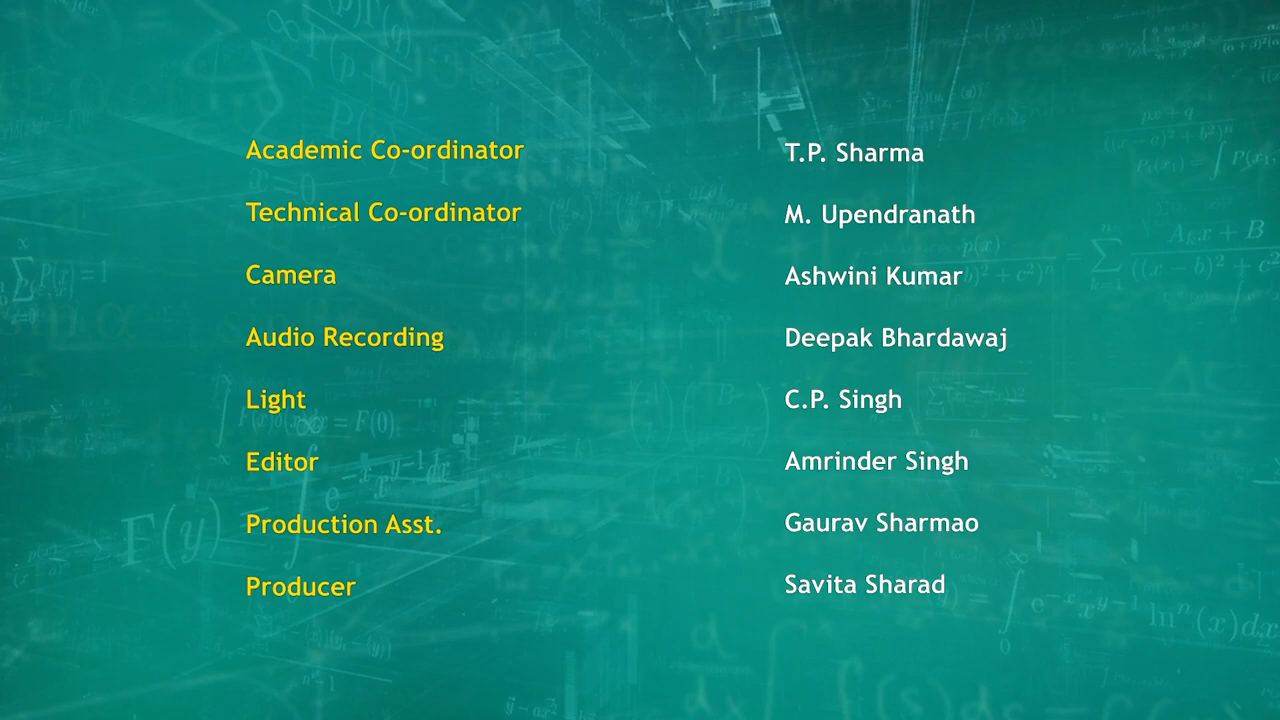 Academic Co-ordinator T.P. Sharma
Technical Co-ordinator M. Upendranath
Camera Ashwini Kumar
Audio Recording Deepak Bhardawaj
Light C.P. Singh
Editor Amrinder Singh
Production Asst. Gaurav Sharmao
Producer Savita Sharad